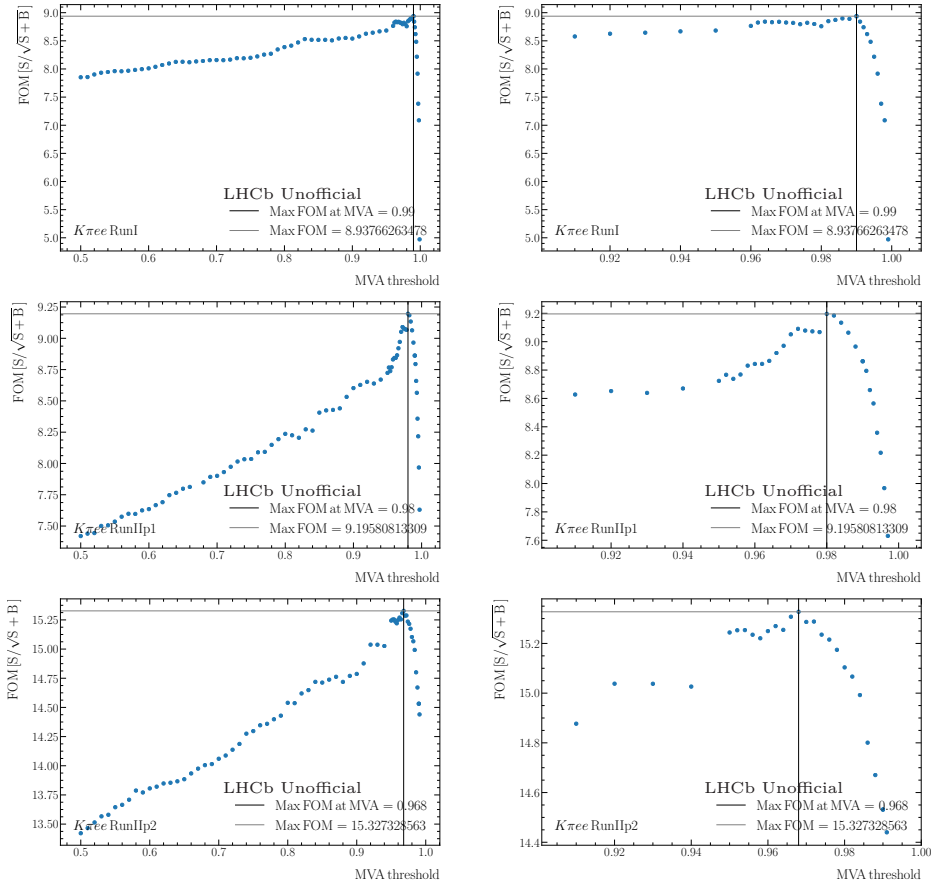 FOM [S/√S + B]
9.0
8.5
8.0
7.5
7.0
6.5
6.0
5.5
5.0
LHCb Unofficial
Max FOM at MVA = 0.99
Max FOM = 8.93766263478
Kπee RunI
0.5 0.6 0.7 0.8 0.9 1.0
MVA threshold
FOM [S/√S + B]
9.0
8.5
8.0
7.5
7.0
6.5
6.0
5.5
5.0
LHCb Unofficial
Max FOM at MVA = 0.99
Max FOM = 8.93766263478
Kπee RunI
0.92 0.94 0.96 0.98 1.00
MVA threshold
FOM [S/√S + B]
9.25
9.00
8.75
8.50
8.25
8.00
7.75
7.50
LHCb Unofficial
Max FOM at MVA = 0.98
Max FOM = 9.19580813309
Kπee RunIIp1
0.5 0.6 0.7 0.8 0.9 1.0
MVA threshold
FOM [S/√S + B]
9.2
9.0
8.8
8.6
8.4
8.2
8.0
7.8
7.6
LHCb Unofficial
Max FOM at MVA = 0.98
Max FOM = 9.19580813309
Kπee RunIIp1
0.92 0.94 0.96 0.98 1.00
MVA threshold
FOM [S/√S + B]
15.25
15.00
14.75
14.50
14.25
14.00
13.75
13.50
LHCb Unofficial
Max FOM at MVA = 0.968
Max FOM = 15.327328563
Kπee RunIIp2
0.5 0.6 0.7 0.8 0.9 1.0
MVA threshold
FOM [S/√S + B]
15.2
15.0
14.8
14.6
14.4
LHCb Unofficial
Max FOM at MVA = 0.968
Max FOM = 15.327328563
Kπee RunIIp2
0.92 0.94 0.96 0.98 1.00
MVA threshold